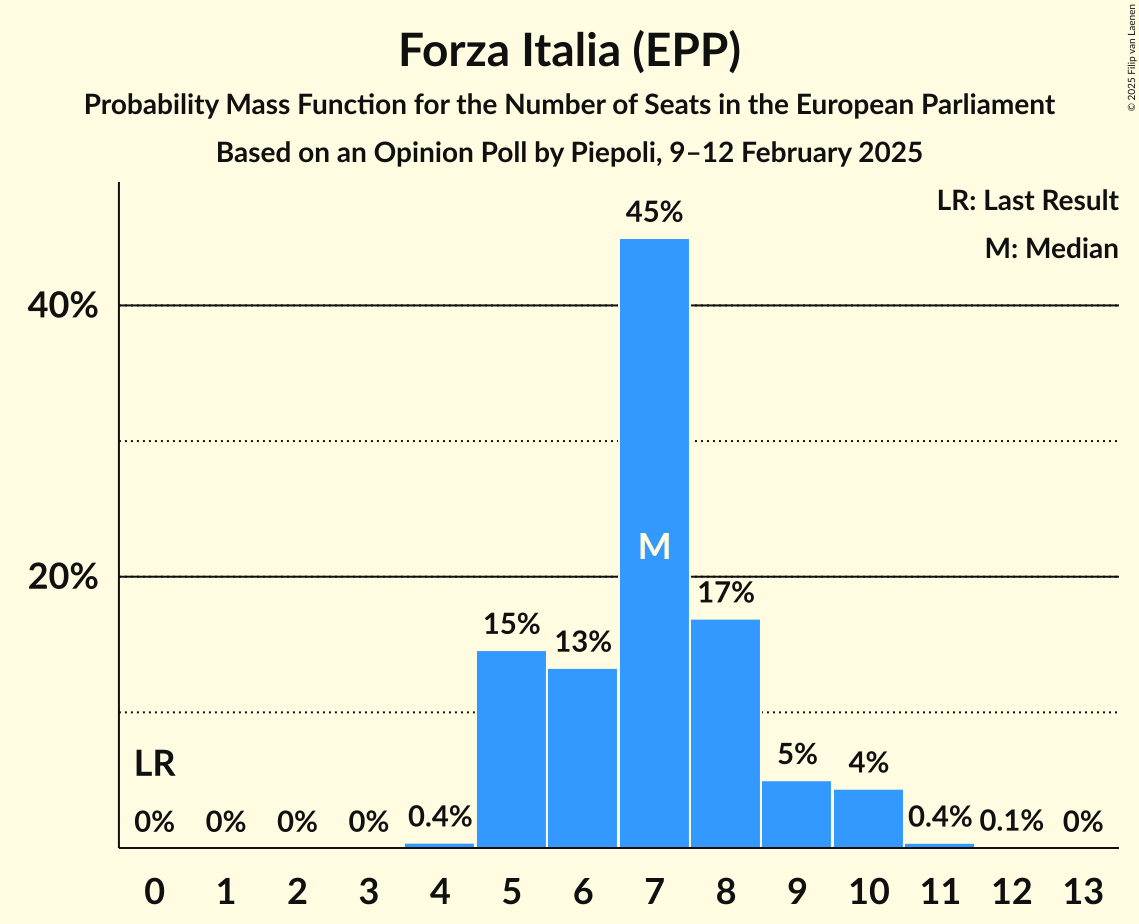 Forza Italia (EPP)
Probability Mass Function for the Number of Seats in the European Parliament
Based on an Opinion Poll by Piepoli, 9–12 February 2025
© 2025 Filip van Laenen
LR: Last Result
M: Median
45%
40%
M
20%
17%
15%
13%
LR
5%
4%
0% 0% 0% 0% 0.4% 0.4% 0.1% 0%
0 1 2 3 4 5 6 7 8 9 10 11 12 13